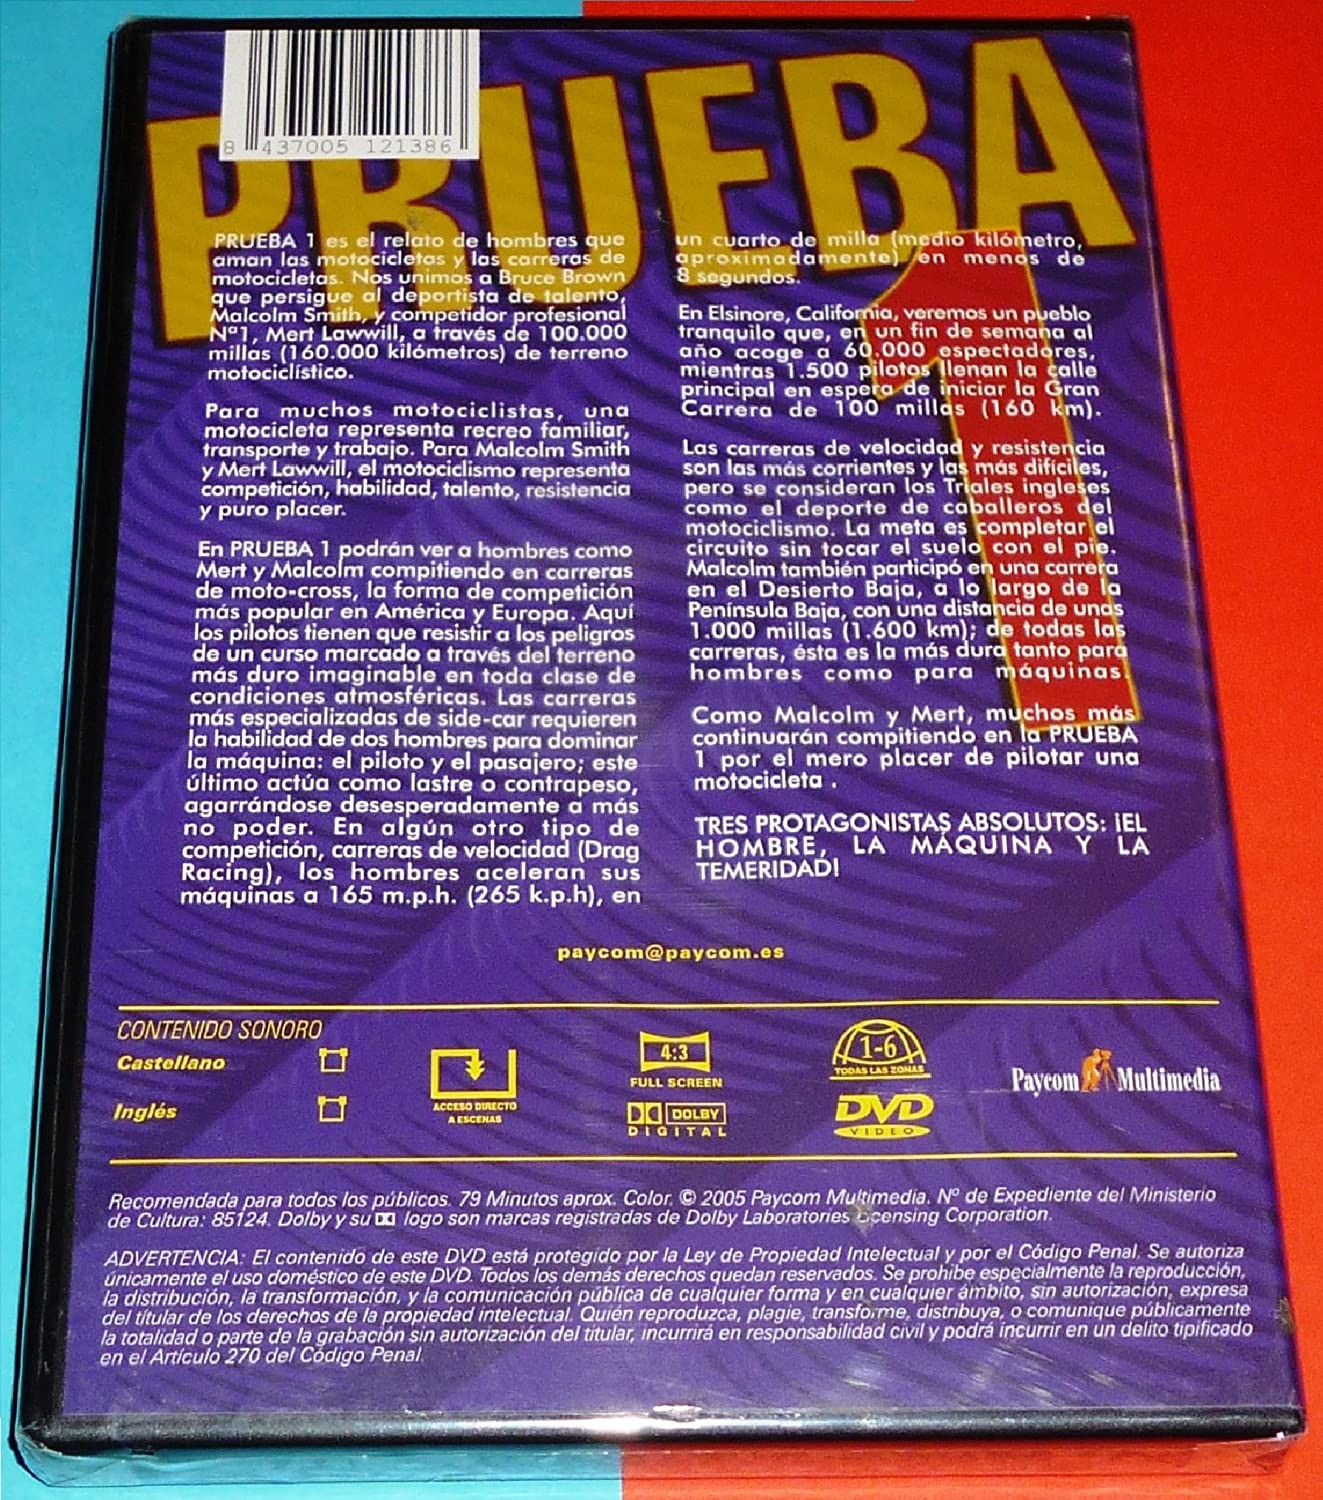 8 437005 121386
PRUEBA
1
PRUEBA 1 es el relato de hombres que
aman las motocicletas y las carreras de
motocicletas. Nos unimos a Bruce Brown
que persigue al deportista de talento,
Malcolm Smith, y competidor profesional
Nª1, Mert Lawwill, a través de 100.000
millas (160.000 kilómetros) de terreno
motociclístico.
Para muchos motociclistas, una
motocicleta representa recreo familiar,
transporte y trabajo. Para Malcolm Smith
y Mert Lawwill, el motociclismo representa
competición, habilidad, talento, resistencia
y puro placer.
En PRUEBA 1 podrán ver a hombres como
Mert y Malcolm compitiendo en carreras
de moto-cross, la forma de competición
más popular en América y Europa. Aquí
los pilotos tienen que resistir a los peligros
de un curso marcado a través del terreno
más duro imaginable en toda clase de
condiciones atmosféricas. Las carreras
más especializadas de side-car requieren
la habilidad de dos hombres para dominar
la máquina: el piloto y el pasajero; este
último actúa como lastre o contrapeso,
agarrándose desesperadamente a más
no poder. En algún otro tipo de
competición, carreras de velocidad (Drag
Racing), los hombres aceleran sus
máquinas a 165 m.p.h. (265 k.p.h), en
un cuarto de milla (medio kilómetro,
aproximadamente) en menos de
8 segundos.
En Elsinore, California, veremos un pueblo
tranquilo que, en un fin de semana al
año acoge a 60.000 espectadores,
mientras 1.500 pilotos llenan la calle
principal en espera de iniciar la Gran
Carrera de 100 millas (160 km).
Las carreras de velocidad y resistencia
son las más corrientes y las más difíciles,
pero se consideran los Triales ingleses
como el deporte de caballeros del
motociclismo. La meta es completar el
circuito sin tocar el suelo con el pie.
Malcolm también participó en una carrera
en el Desierto Baja, a lo largo de la
Península Baja, con una distancia de unas
1.000 millas (1.600 km); de todas las
carreras, ésta es la más dura tanto para
hombres como para máquinas.
Como Malcolm y Mert, muchos más
continuarán compitiendo en la PRUEBA
1 por el mero placer de pilotar una
motocicleta .
TRES PROTAGONISTAS ABSOLUTOS: ¡EL
HOMBRE, LA MÁQUINA Y LA
TEMERIDAD!
paycom@paycom.es
CONTENIDO SONORO
Castellano
Inglés
ACCESO DIRECTO
A ESCENAS
4:3
FULL SCREEN
DOLBY
DIGITAL
1-6
TODAS LAS ZONAS
DVD
VIDEO
Paycom Multimedia
Recomendada para todos los públicos. 79 Minutos aprox. Color. © 2005 Paycom Multimedia. Nº de Expediente del Ministerio
de Cultura: 85124. Dolby y su logo son marcas registradas de Dolby Laboratories Licensing Corporation.
ADVERTENCIA: El contenido de este DVD está protegido por la Ley de Propiedad Intelectual y por el Código Penal. Se autoriza
únicamente el uso doméstico de este DVD. Todos los demás derechos quedan reservados. Se prohibe especialmente la reproducción,
la distribución, la transformación, y la comunicación pública de cualquier forma y en cualquier ámbito, sin autorización, expresa
del titular de los derechos de la propiedad intelectual. Quién reproduzca, plagie, transforme, distribuya, o comunique públicamente
la totalidad o parte de la grabación sin autorización del titular, incurrirá en responsabilidad civil y podrá incurrir en un delito tipificado
en el Artículo 270 del Código Penal.